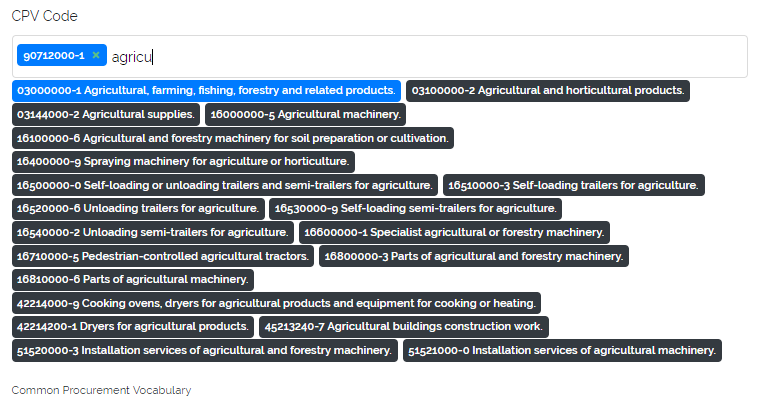 CPV Code
90712000-1 × agricu
03000000-1 Agricultural, farming, fishing, forestry and related products. 03100000-2 Agricultural and horticultural products.
03144000-2 Agricultural supplies. 16000000-5 Agricultural machinery.
16100000-6 Agricultural and forestry machinery for soil preparation or cultivation.
16400000-9 Spraying machinery for agriculture or horticulture.
16500000-0 Self-loading or unloading trailers and semi-trailers for agriculture. 16510000-3 Self-loading trailers for agriculture.
16520000-6 Unloading trailers for agriculture. 16530000-9 Self-loading semi-trailers for agriculture.
16540000-2 Unloading semi-trailers for agriculture. 16600000-1 Specialist agricultural or forestry machinery.
16710000-5 Pedestrian-controlled agricultural tractors. 16800000-3 Parts of agricultural and forestry machinery.
16810000-6 Parts of agricultural machinery.
42214000-9 Cooking ovens, dryers for agricultural products and equipment for cooking or heating.
42214200-1 Dryers for agricultural products. 45213240-7 Agricultural buildings construction work.
51520000-3 Installation services of agricultural and forestry machinery. 51521000-0 Installation services of agricultural machinery.
Common Procurement Vocabulary